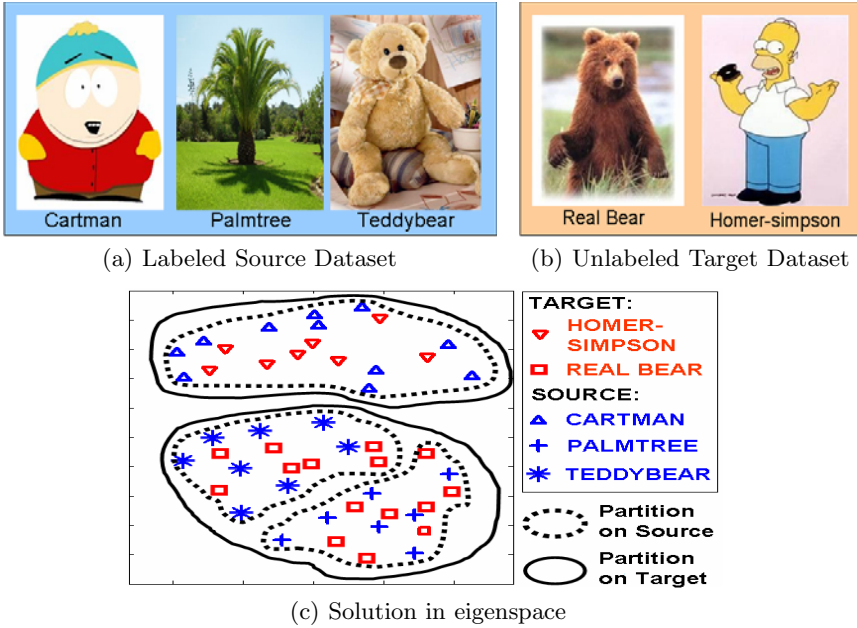 Cartman
Palmtree
Teddybear
Real Bear
Homer-simpson
(a) Labeled Source Dataset
(b) Unlabeled Target Dataset
TARGET:
HOMER-
SIMPSON
REAL BEAR
SOURCE:
CARTMAN
PALMTREE
TEDDYBEAR
Partition
on Source
Partition
on Target
(c) Solution in eigenspace